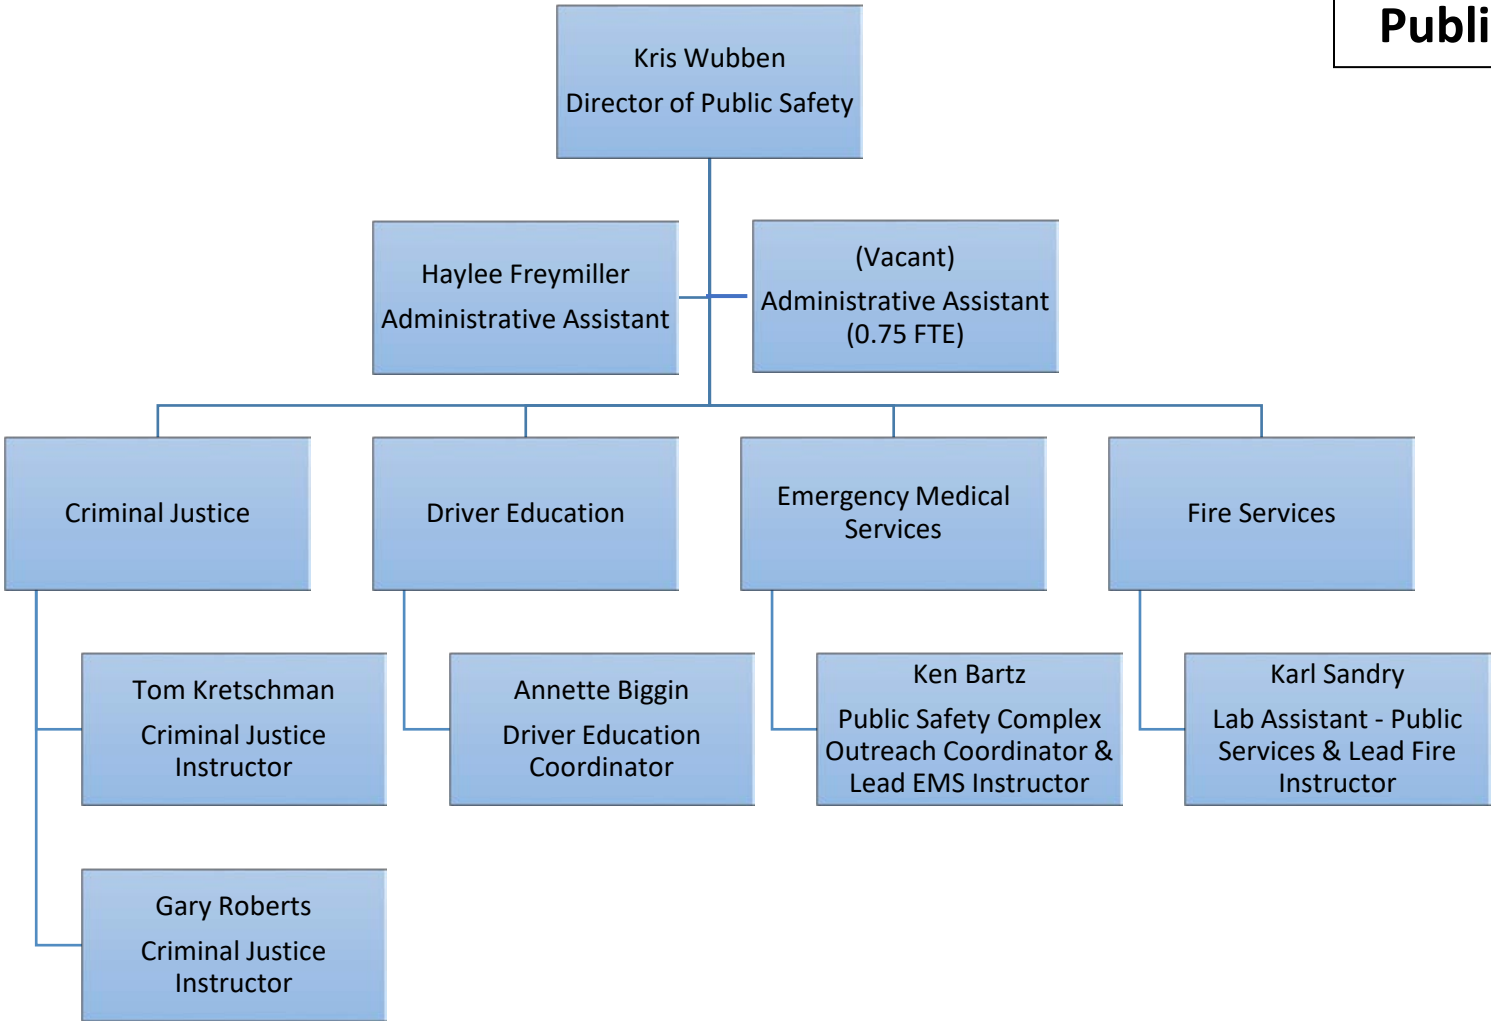 Publi
Kris Wubben
Director of Public Safety
Haylee Freymiller
Administrative Assistant
(Vacant)
Administrative Assistant
(0.75 FTE)
Criminal Justice
Driver Education
Emergency Medical
Services
Fire Services
Tom Kretschman
Criminal Justice
Instructor
Annette Biggin
Driver Education
Coordinator
Ken Bartz
Public Safety Complex
Outreach Coordinator &
Lead EMS Instructor
Karl Sandry
Lab Assistant - Public
Services & Lead Fire
Instructor
Gary Roberts
Criminal Justice
Instructor